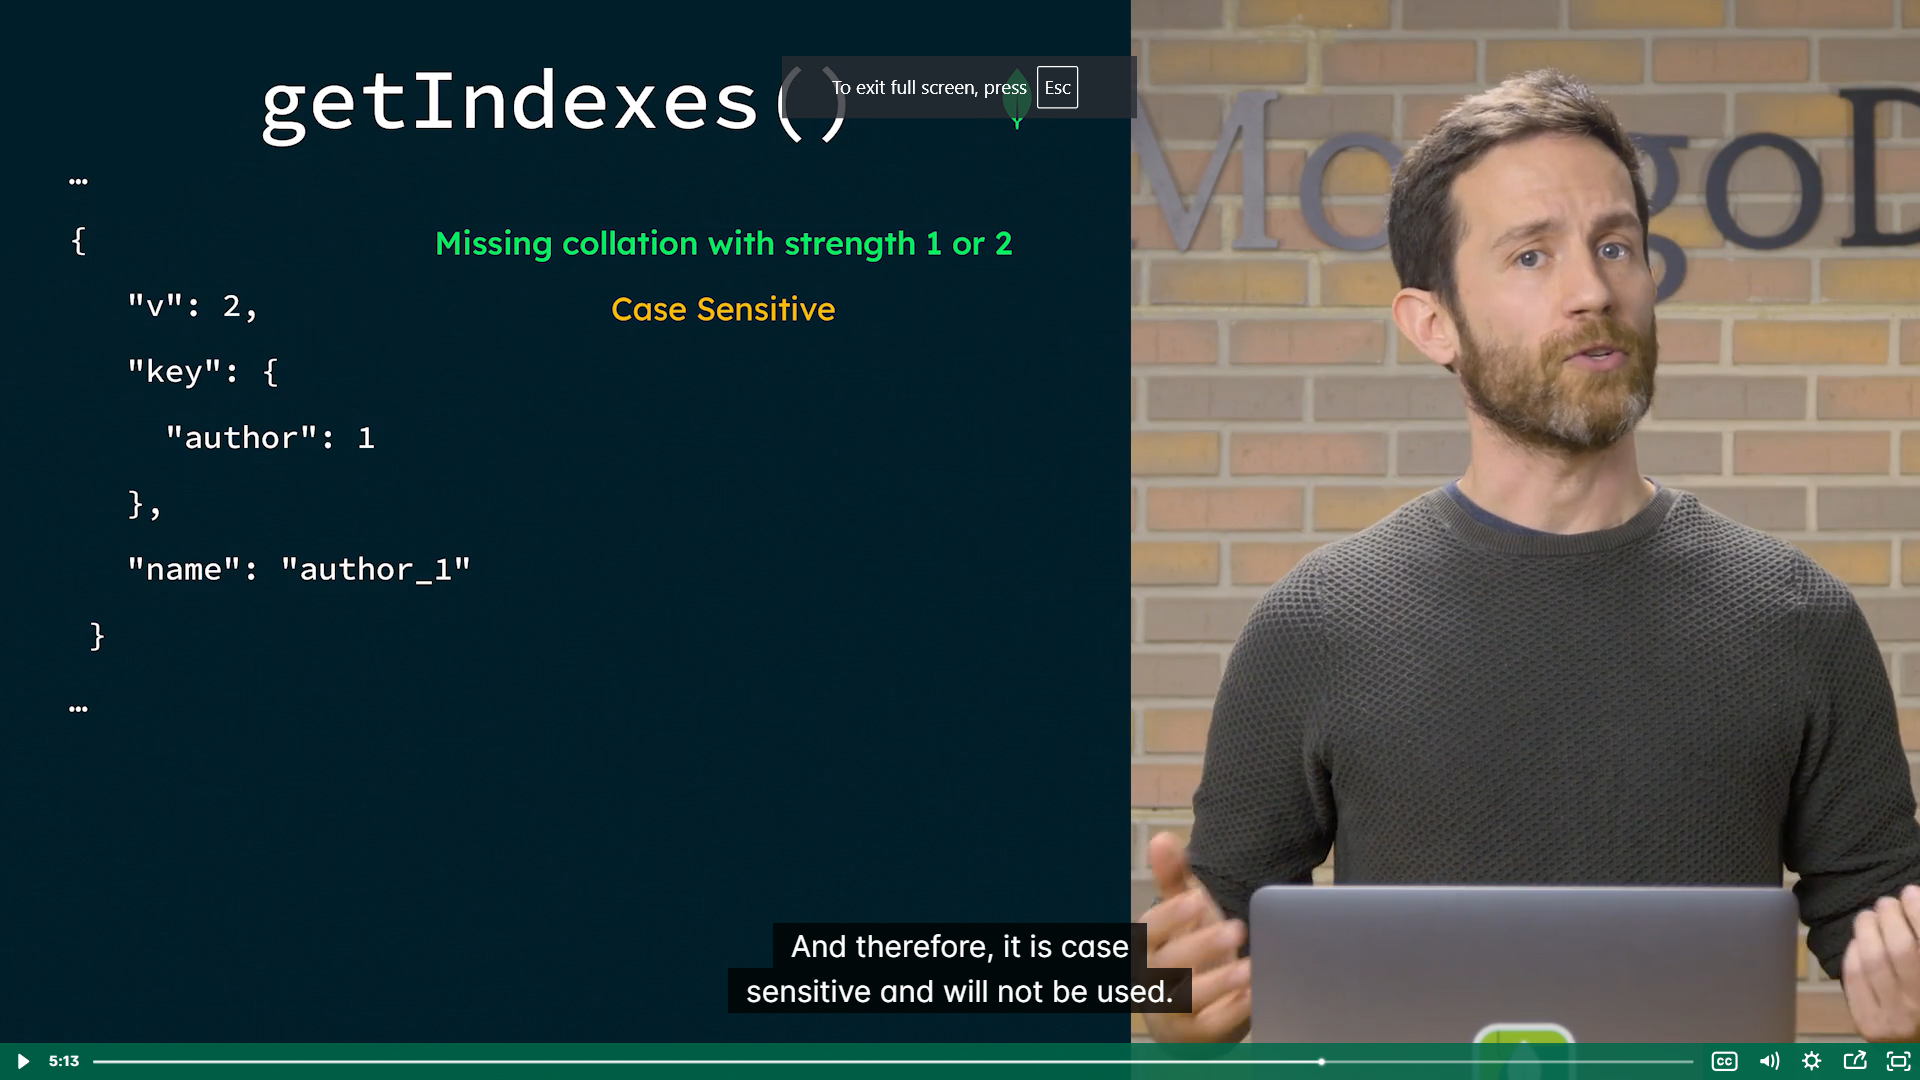 getIndexes()
To exit full screen, press Esc
…
{
Missing collation with strength 1 or 2
"v": 2,
Case Sensitive
"key": {
"author": 1
},
"name": "author_1"
}
…
And therefore, it is case
sensitive and will not be used.
5:13
CC